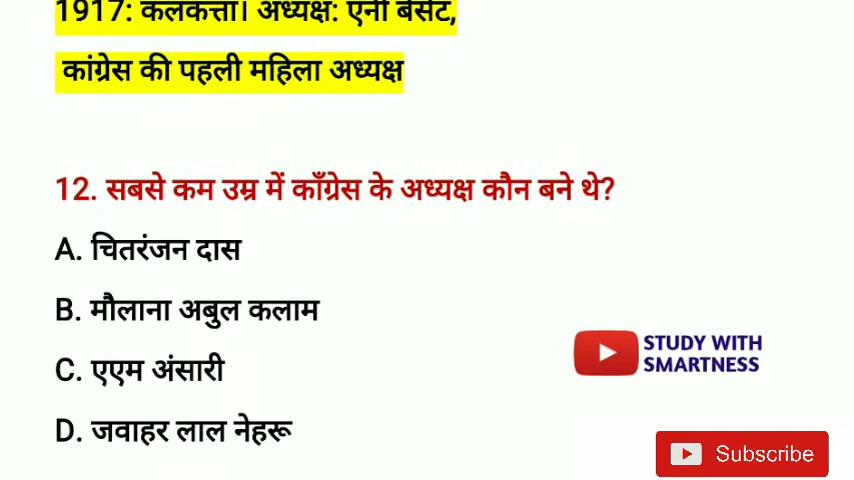 1917: कलकत्ता। अध्यक्ष: एनी बेसेंट,
कांग्रेस की पहली महिला अध्यक्ष
12. सबसे कम उम्र में काँग्रेस के अध्यक्ष कौन बने थे?
A. चितरंजन दास
B. मौलाना अबुल कलाम
C. एएम अंसारी
D. जवाहर लाल नेहरू
STUDY WITH
SMARTNESS
Subscribe